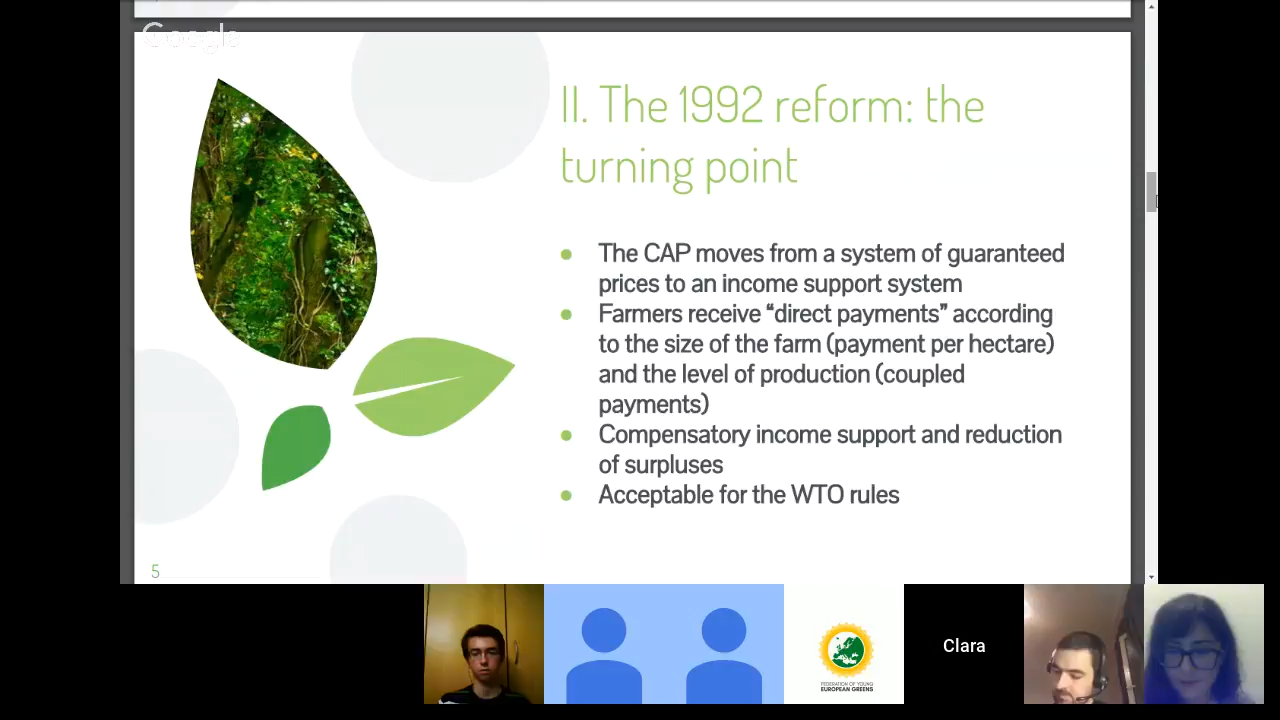 Google
II. The 1992 reform: the
turning point
● The CAP moves from a system of guaranteed
prices to an income support system
● Farmers receive “direct payments” according
to the size of the farm (payment per hectare)
and the level of production (coupled
payments)
● Compensatory income support and reduction
of surpluses
● Acceptable for the WTO rules
5
FEDERATION OF YOUNG
EUROPEAN GREENS
Clara